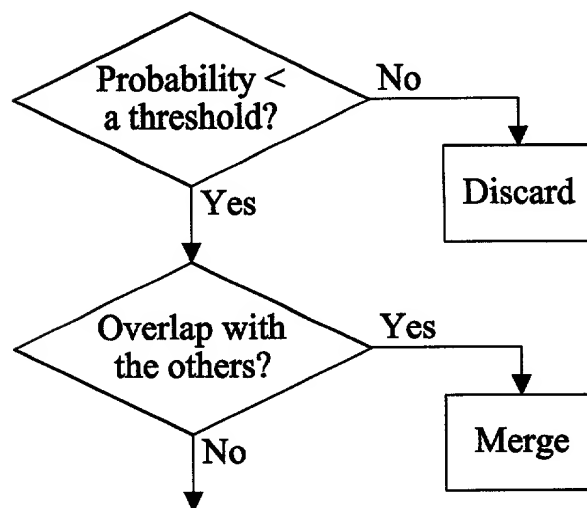 Probability <
a threshold?
No
Discard
Yes
Overlap with
the others?
Yes
Merge
No